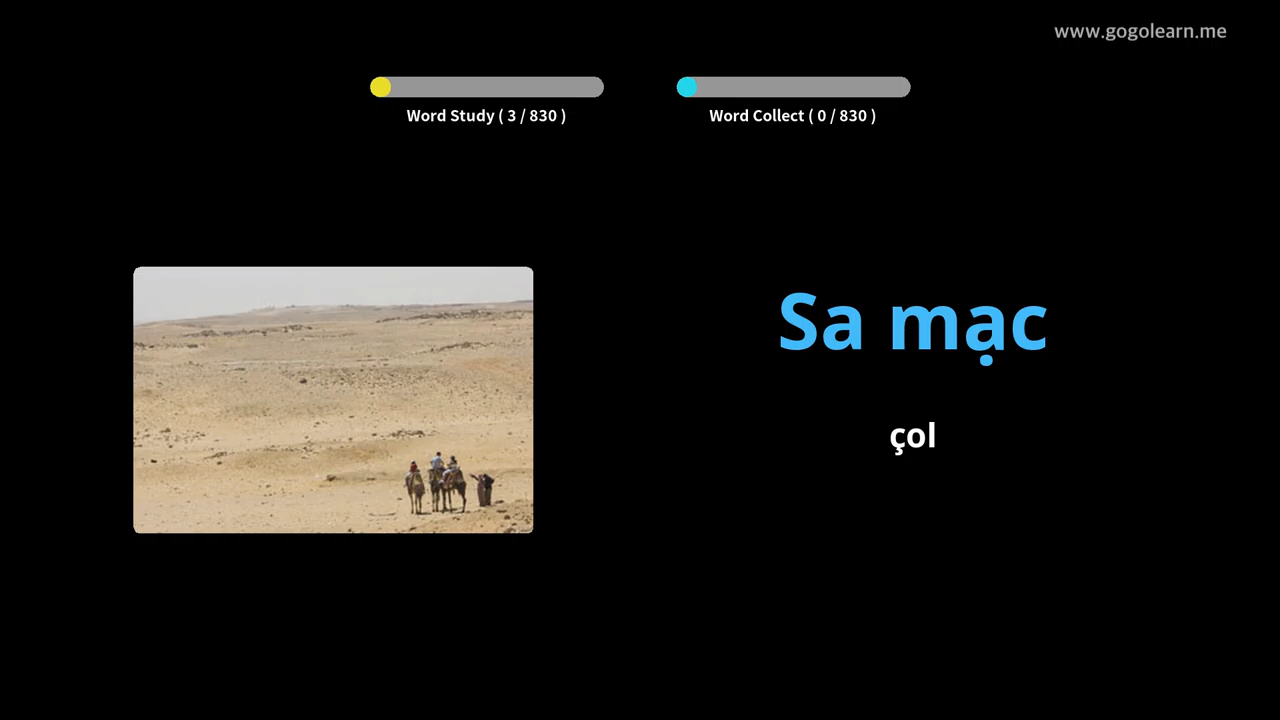 www.gogolearn.me
Word Study ( 3 / 830 )
Word Collect ( 0 / 830 )
Sa mạc
çol